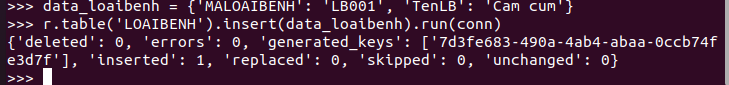 >>> data_loaibenh = {'MALOAIBENH': 'LB001', 'TenLB': 'Cam cum'}
>>> r.table('LOAIBENH').insert(data_loaibenh).run(conn)
{'deleted': 0, 'errors': 0, 'generated_keys': ['7d3fe683-490a-4ab4-abaa-0ccb74f
e3d7f'], 'inserted': 1, 'replaced': 0, 'skipped': 0, 'unchanged': 0}
>>>